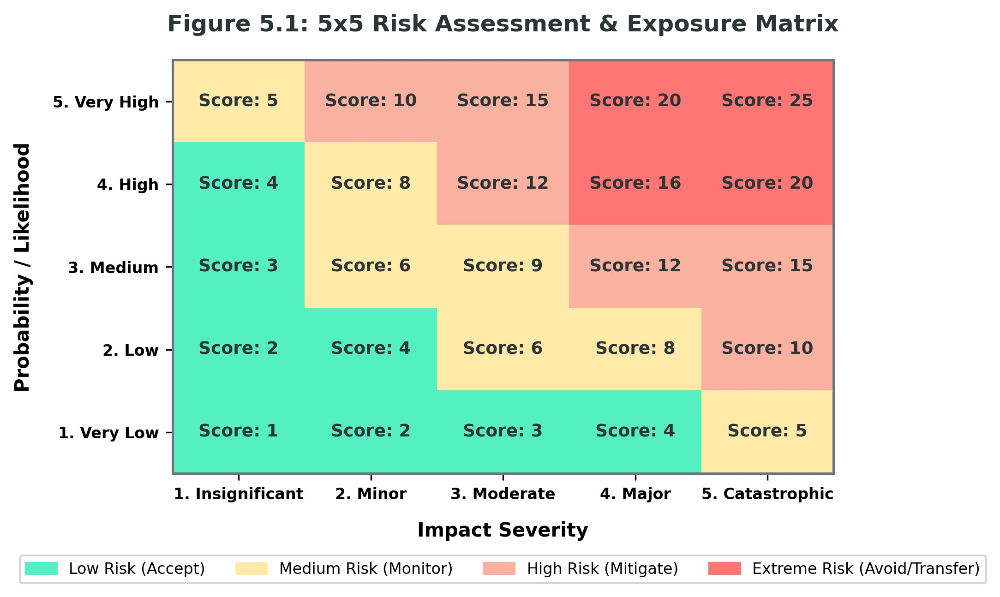 Figure 5.1: 5x5 Risk Assessment & Exposure Matrix
Probability / Likelihood
5. Very High Score: 5 Score: 10 Score: 15 Score: 20 Score: 25
4. High Score: 4 Score: 8 Score: 12 Score: 16 Score: 20
3. Medium Score: 3 Score: 6 Score: 9 Score: 12 Score: 15
2. Low Score: 2 Score: 4 Score: 6 Score: 8 Score: 10
1. Very Low Score: 1 Score: 2 Score: 3 Score: 4 Score: 5
1. Insignificant 2. Minor 3. Moderate 4. Major 5. Catastrophic
Impact Severity
Low Risk (Accept) Medium Risk (Monitor) High Risk (Mitigate) Extreme Risk (Avoid/Transfer)